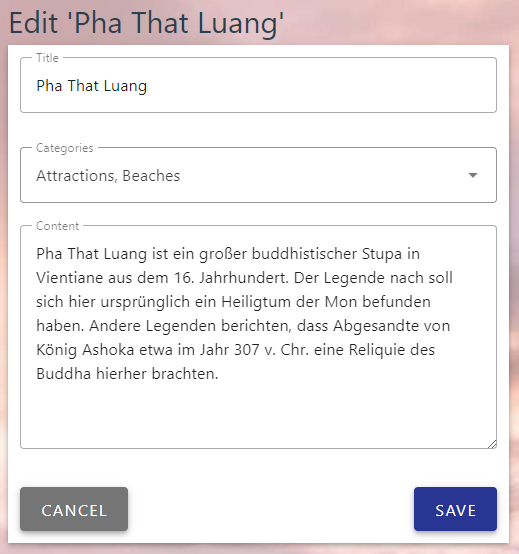 Edit 'Pha That Luang'
Title
Pha That Luang
Categories
Attractions, Beaches
Content
Pha That Luang ist ein großer buddhistischer Stupa in
Vientiane aus dem 16. Jahrhundert. Der Legende nach soll
sich hier ursprünglich ein Heiligtum der Mon befunden
haben. Andere Legenden berichten, dass Abgesandte von
König Ashoka etwa im Jahr 307 v. Chr. eine Reliquie des
Buddha hierher brachten.
CANCEL
SAVE